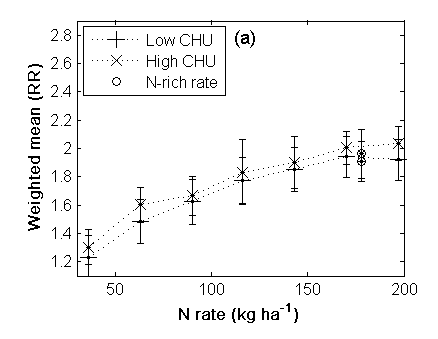 (a)
Low CHU
High CHU
N-rich rate
Weighted mean (RR)
2.8
2.6
2.4
2.2
2
1.8
1.6
1.4
1.2
50 100 150 200
N rate (kg ha⁻¹)